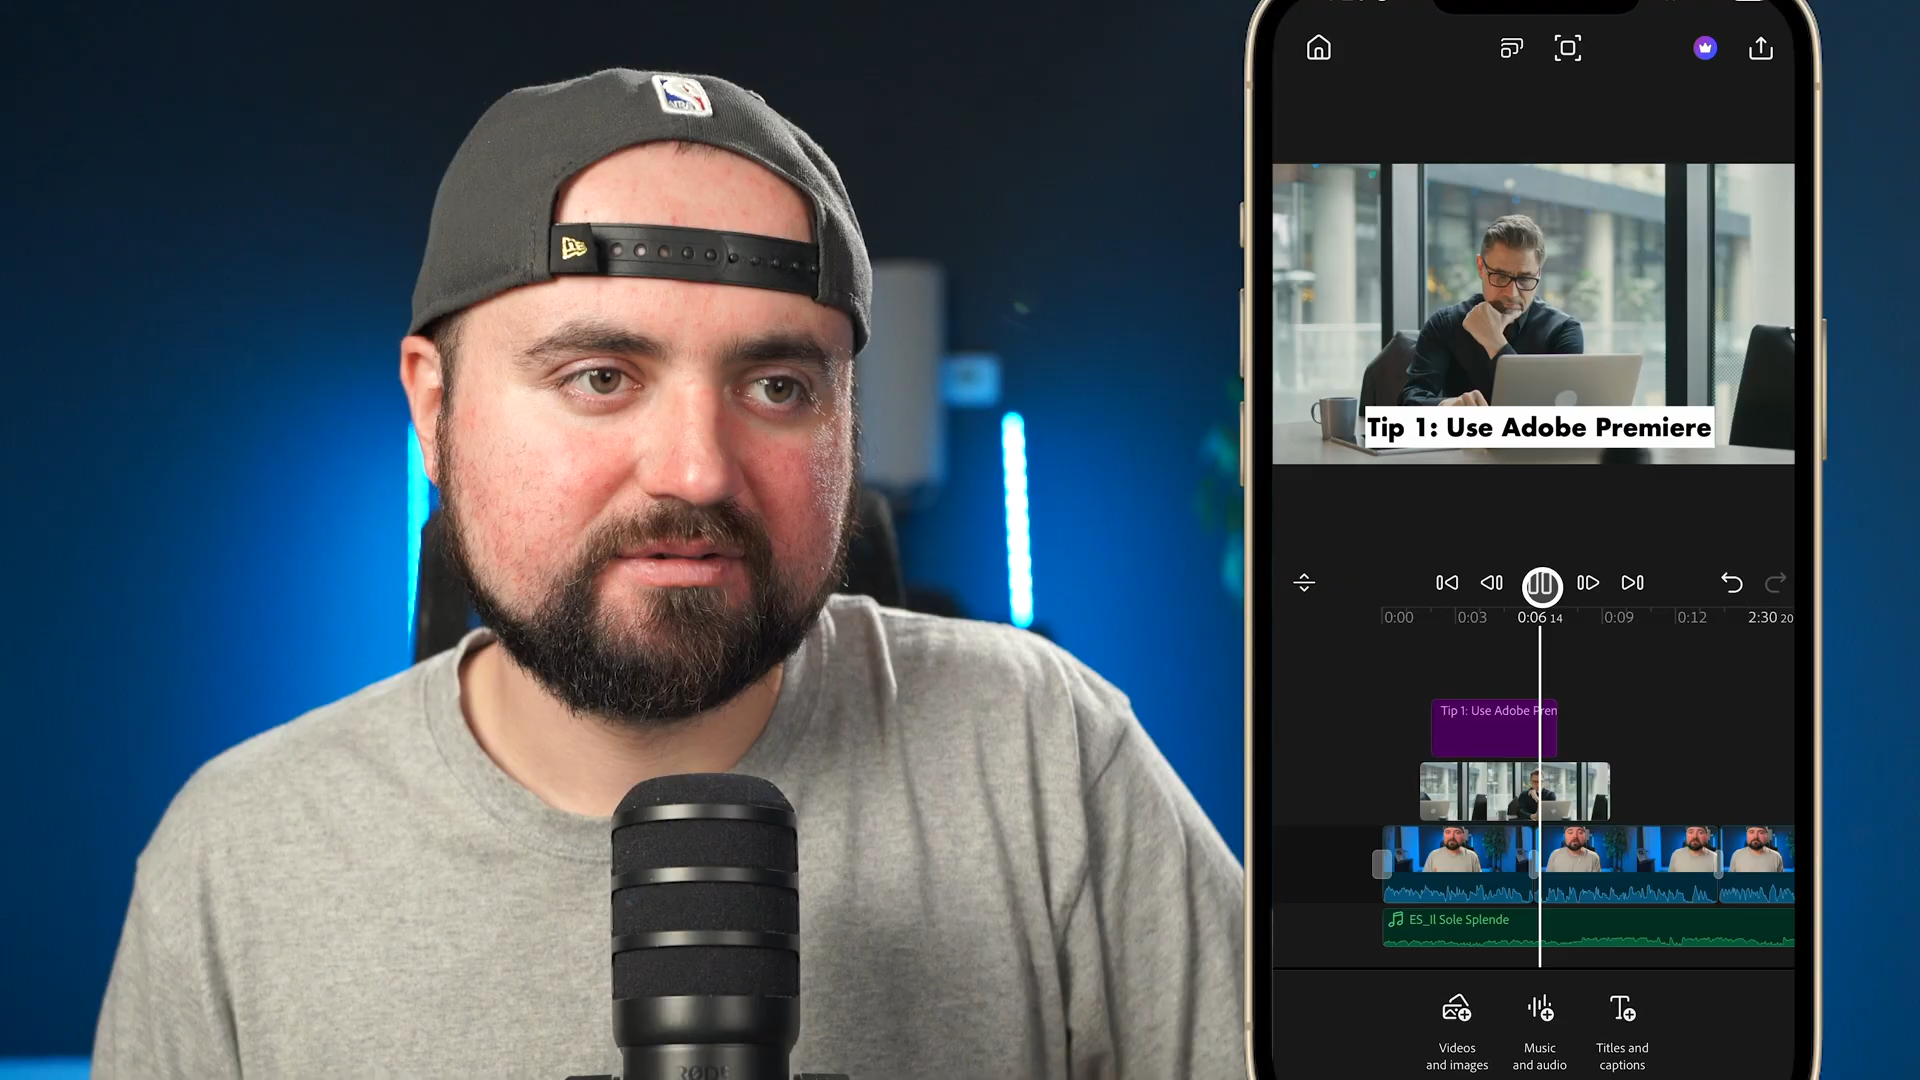 Tip 1: Use Adobe Premiere
0:00
0:03
0:06 14
0:09
0:12
2:30 20
Tip 1: Use Adobe Pren
ES_Il Sole Splende
Videos
and images
Music
and audio
Titles and
captions
RØDE